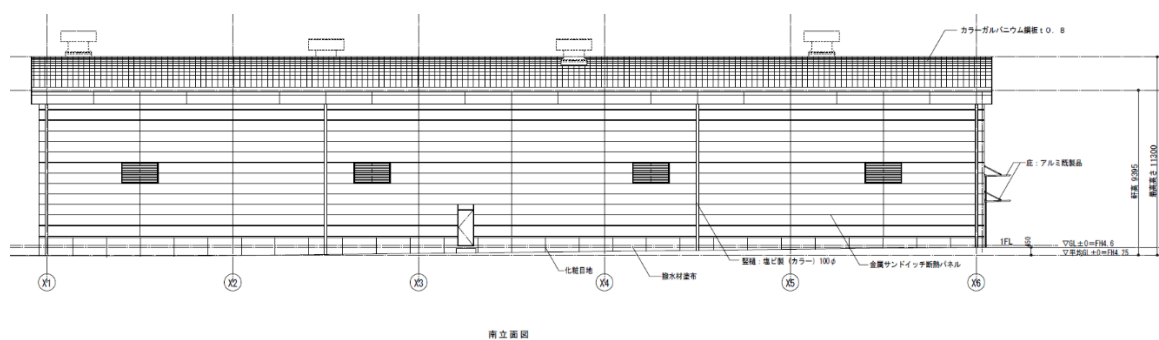 カラーガルバニウム鋼板t0.8
庇：アルミ既製品
軒高 9395
最高高さ 11300
1FL
650
▽GL±0=FH4.6
▽平均GL±0=FH4.25
化粧目地
撥水材塗布
竪樋：塩ビ製（カラー）100φ
金属サンドイッチ断熱パネル
X1
X2
X3
X4
X5
X6
南立面図